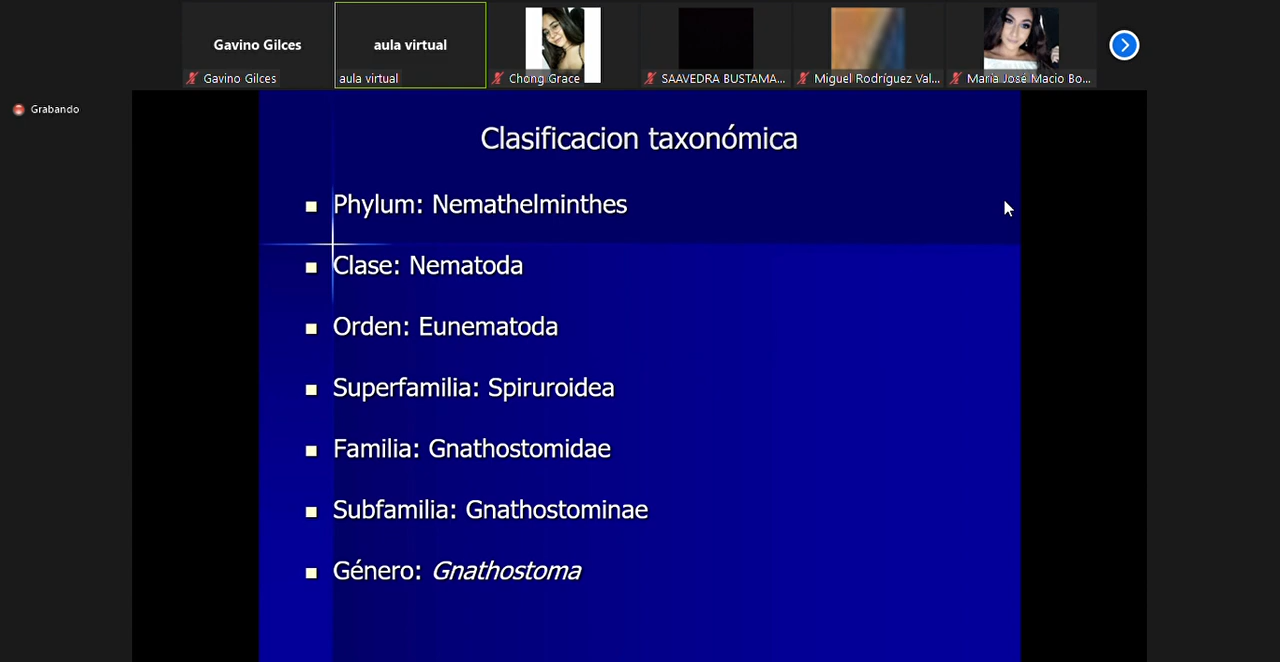 Gavino Gilces
aula virtual
Gavino Gilces
aula virtual
Chong Grace
SAAVEDRA BUSTAMA...
Miguel Rodríguez Val...
María José Macio Bo...
Grabando
Clasificacion taxonómica
Phylum: Nemathelminthes
Clase: Nematoda
Orden: Eunematoda
Superfamilia: Spiruroidea
Familia: Gnathostomidae
Subfamilia: Gnathostominae
Género: Gnathostoma